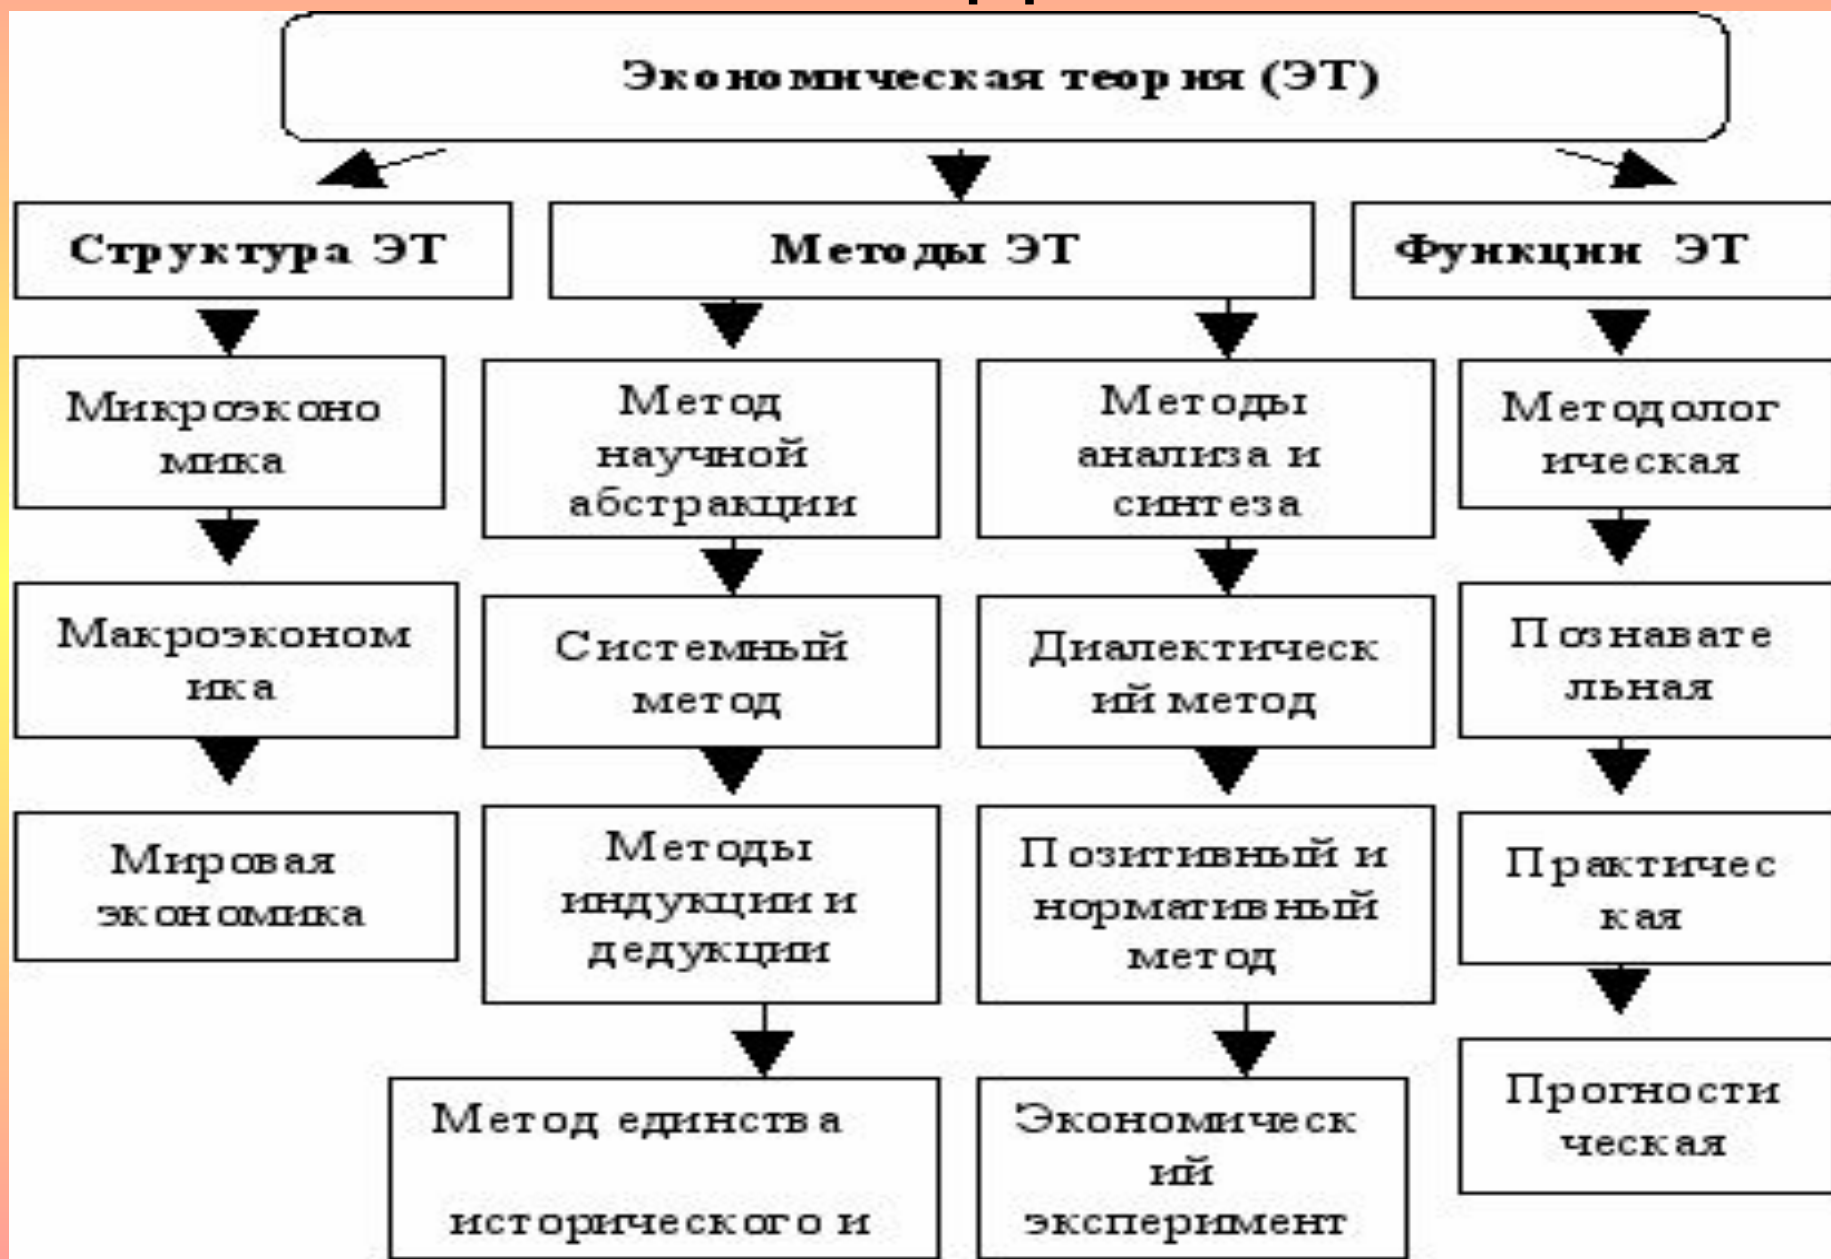 Экономическая теория (ЭТ)
Структура ЭТ
Методы ЭТ
Функции ЭТ
Микроэконо
мика
Макроэконом
ика
Мировая
экономика
Метод
научной
абстракции
Системный
метод
Методы
индукции и
дедукции
Метод единства
исторического и
Методы
анализа и
синтеза
Диалектическ
ий метод
Позитивный и
нормативный
метод
Экономическ
ий
эксперимент
Методолог
ическая
Познавате
льная
Практичес
кая
Прогности
ческая